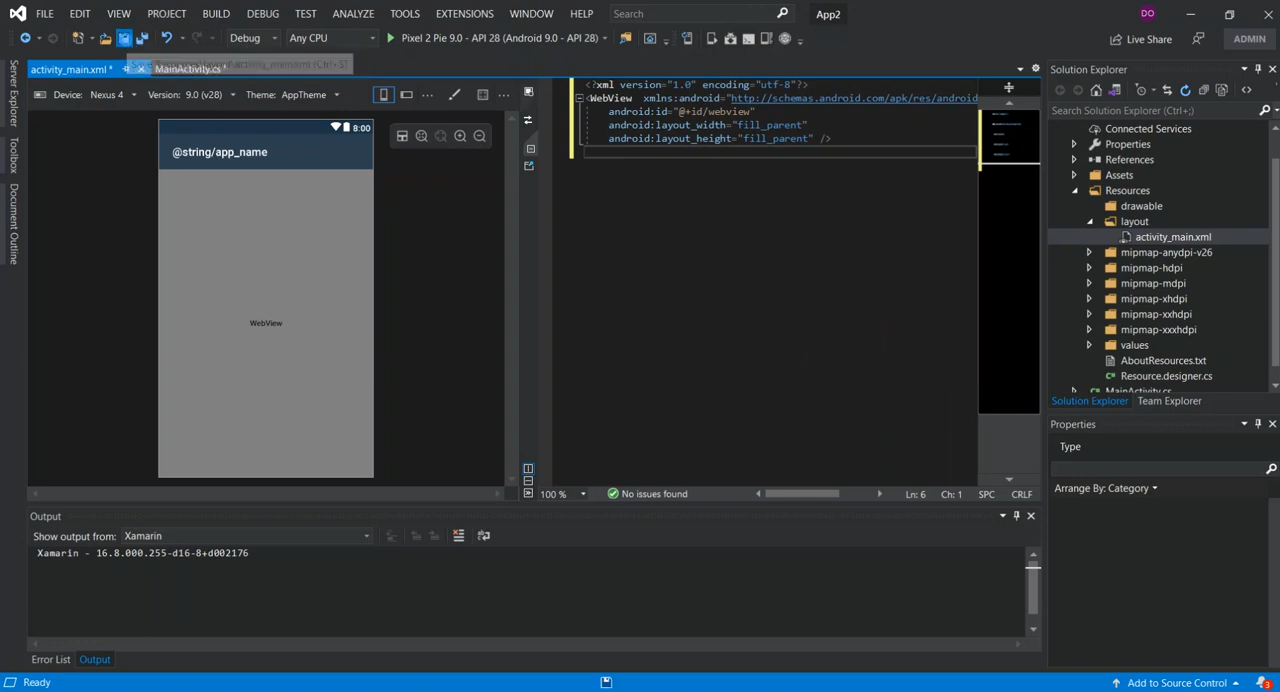 FILE EDIT VIEW PROJECT BUILD DEBUG TEST ANALYZE TOOLS EXTENSIONS WINDOW HELP Search App2 DO
Debug Any CPU Pixel 2 Pie 9.0 - API 28 (Android 9.0 - API 28) Live Share ADMIN
activity_main.xml* MainActivity.cs*
Device: Nexus 4 Version: 9.0 (v28) Theme: AppTheme
8:00
@string/app_name
WebView
<?xml version="1.0" encoding="utf-8"?>
<WebView xmlns:android="http://schemas.android.com/apk/res/android
android:id="@+id/webview"
android:layout_width="fill_parent"
android:layout_height="fill_parent" />
100 % No issues found Ln: 6 Ch: 1 SPC CRLF
Server Explorer
Toolbox
Document Outline
Solution Explorer
Search Solution Explorer (Ctrl+;)
Connected Services
Properties
References
Assets
Resources
drawable
layout
activity_main.xml
mipmap-anydpi-v26
mipmap-hdpi
mipmap-mdpi
mipmap-xhdpi
mipmap-xxhdpi
mipmap-xxxhdpi
values
AboutResources.txt
Resource.designer.cs
MainActivity.cs
Solution Explorer Team Explorer
Properties
Type
Arrange By: Category
Output
Show output from: Xamarin
Xamarin - 16.8.000.255-d16-8+d002176
Error List Output
Ready Add to Source Control 3